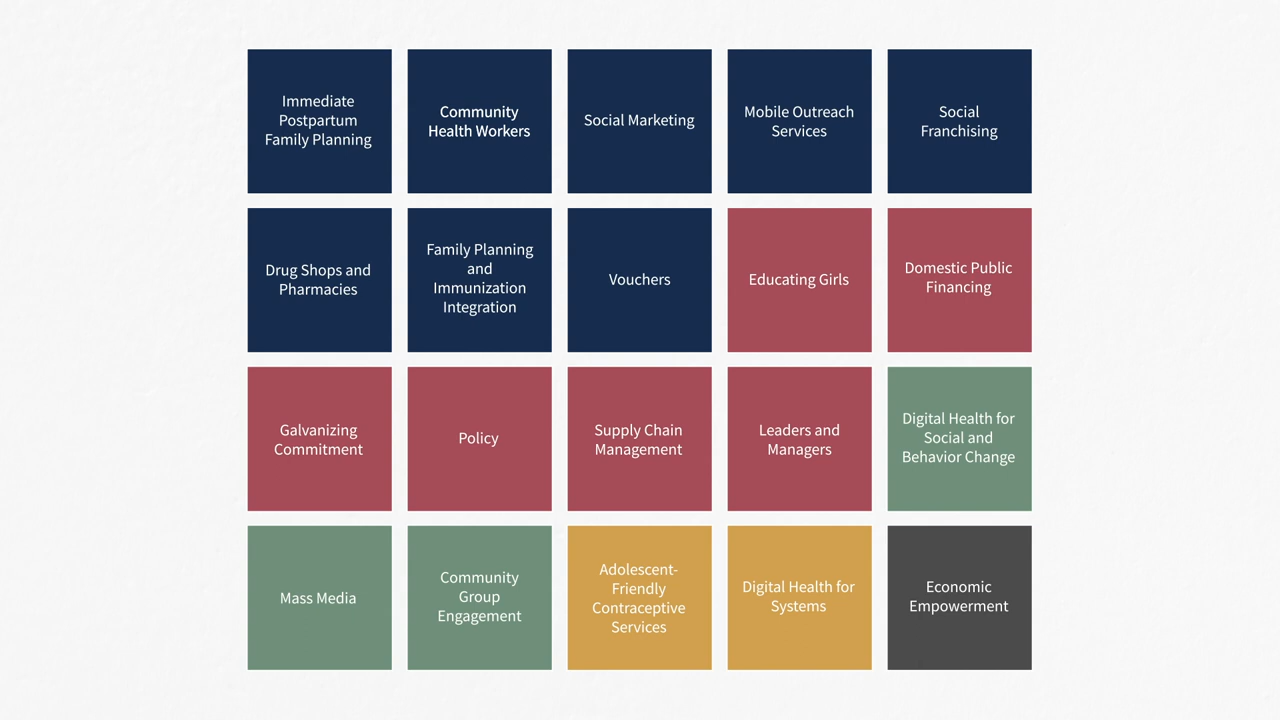 Immediate
Postpartum
Family Planning
Community
Health Workers
Social Marketing
Mobile Outreach
Services
Social
Franchising
Drug Shops and
Pharmacies
Family Planning
and
Immunization
Integration
Vouchers
Educating Girls
Domestic Public
Financing
Galvanizing
Commitment
Policy
Supply Chain
Management
Leaders and
Managers
Digital Health for
Social and
Behavior Change
Mass Media
Community
Group
Engagement
Adolescent-
Friendly
Contraceptive
Services
Digital Health for
Systems
Economic
Empowerment